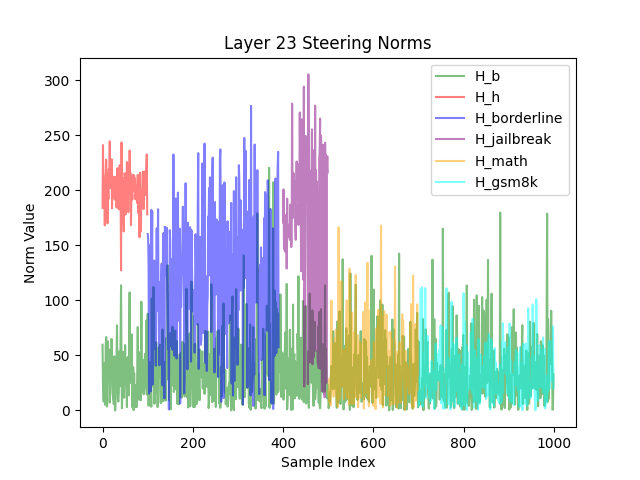 Layer 23 Steering Norms
Norm Value
300
250
200
150
100
50
0
0
200
400
600
800
1000
Sample Index
H_b
H_h
H_borderline
H_jailbreak
H_math
H_gsm8k